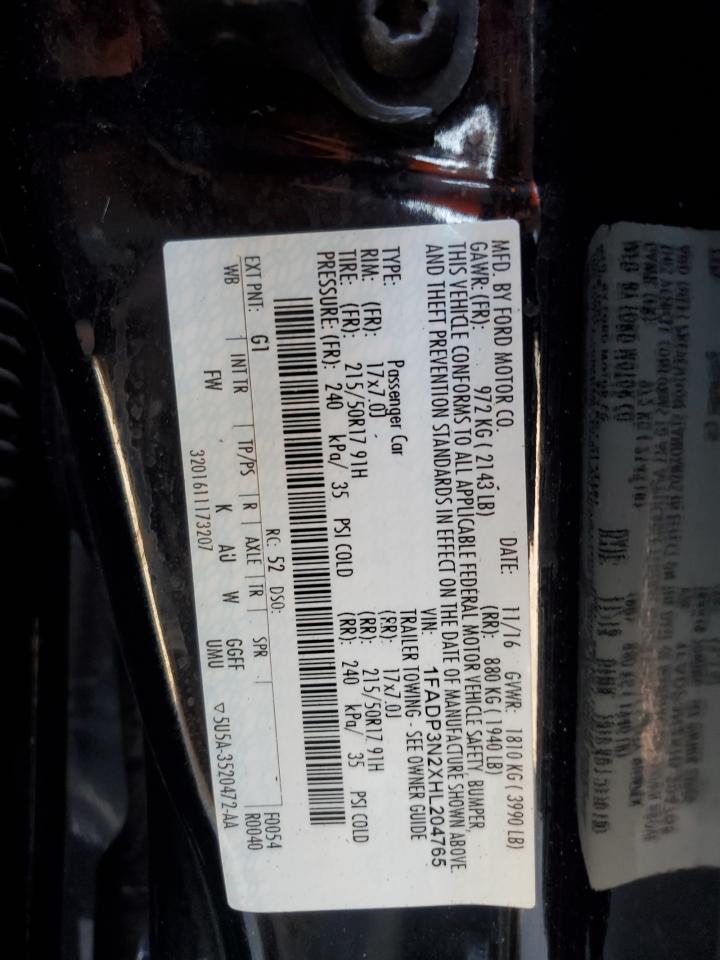 MFD. BY FORD MOTOR CO.
DATE: 11/16 GVWR: 1810 KG ( 3990 LB)
GAWR: (FR): 972 KG ( 2143 LB) (RR): 880 KG ( 1940 LB)
THIS VEHICLE CONFORMS TO ALL APPLICABLE FEDERAL MOTOR VEHICLE SAFETY, BUMPER,
AND THEFT PREVENTION STANDARDS IN EFFECT ON THE DATE OF MANUFACTURE SHOWN ABOVE.
VIN: 1FADP3N2XHL204765
TYPE: Passenger Car TRAILER TOWING - SEE OWNER GUIDE
RIM: (FR): 17x7.0J (RR): 17x7.0J
TIRE: (FR): 215/50R17 91H (RR): 215/50R17 91H
PRESSURE: (FR): 240 kPa/ 35 PSI COLD (RR): 240 kPa/ 35 PSI COLD
EXT PNT: G1 RC: 52 DSO: F0054
WB INT TR TP/PS R AXLE TR SPR R0040
FW K AU W GGFF
UMU
3201611173207 ▽5U5A-3520472-AA